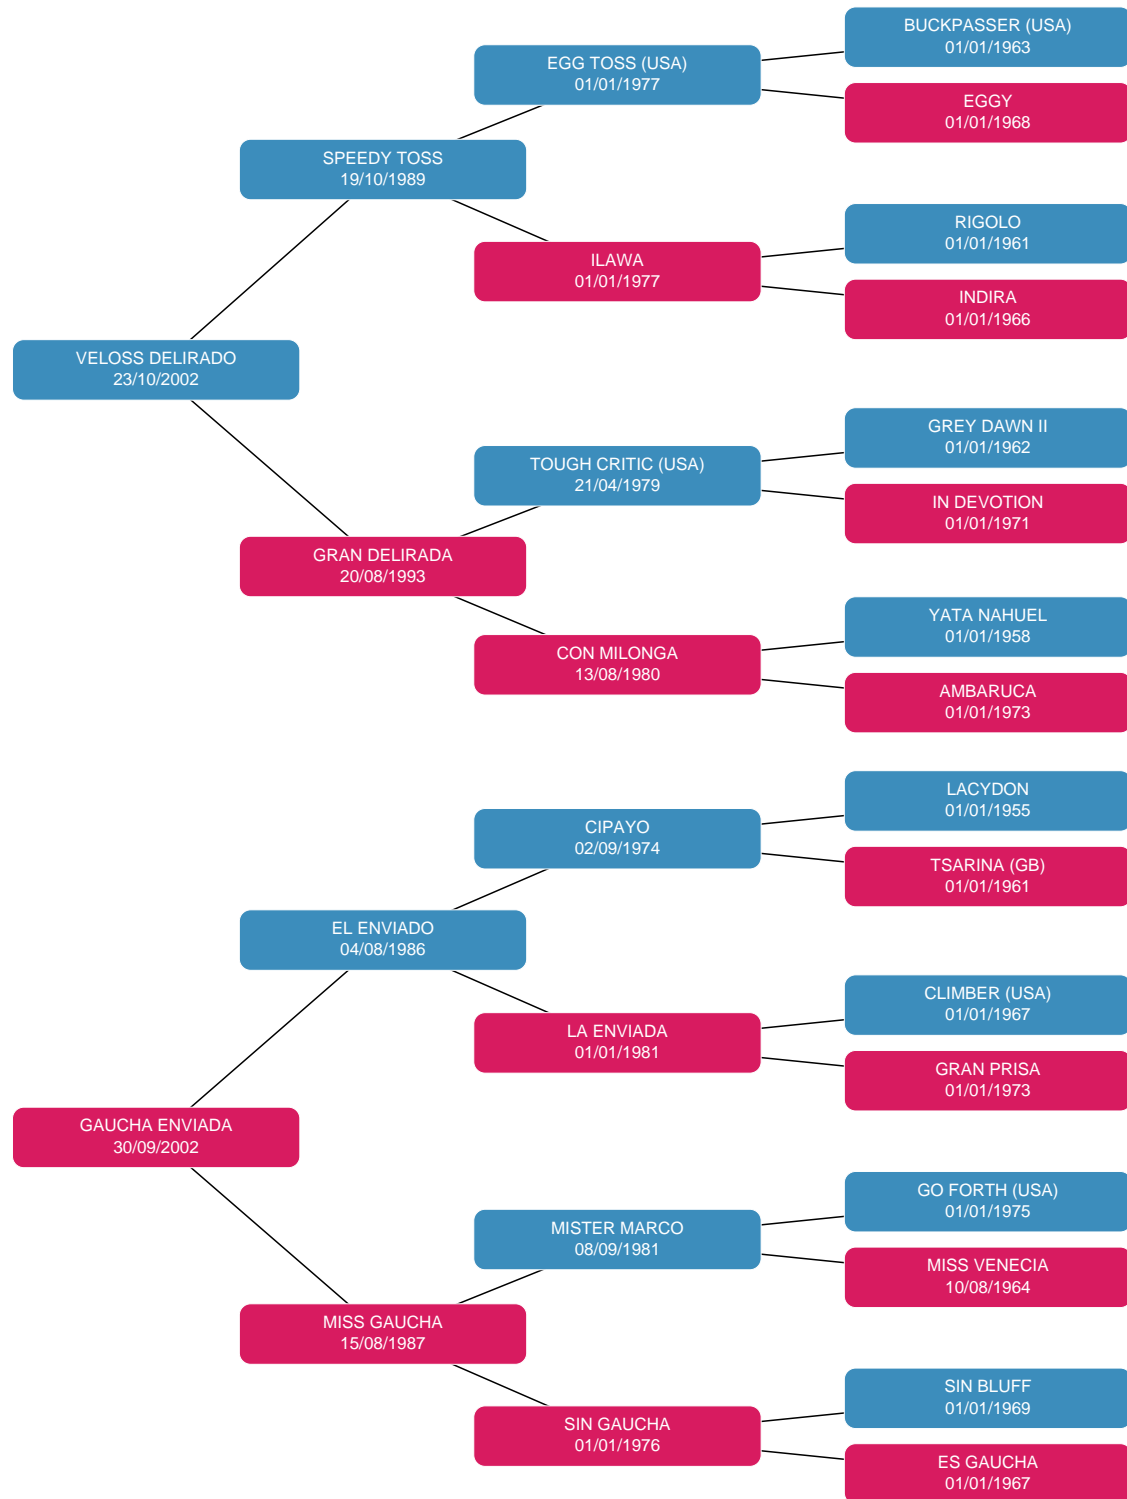 BUCKPASSER (USA)
01/01/1963
EGG TOSS (USA)
01/01/1977
EGGY
01/01/1968
SPEEDY TOSS
19/10/1989
RIGOLO
01/01/1961
ILAWA
01/01/1977
INDIRA
01/01/1966
VELOSS DELIRADO
23/10/2002
GREY DAWN II
01/01/1962
TOUGH CRITIC (USA)
21/04/1979
IN DEVOTION
01/01/1971
GRAN DELIRADA
20/08/1993
YATA NAHUEL
01/01/1958
CON MILONGA
13/08/1980
AMBARUCA
01/01/1973
LACYDON
01/01/1955
CIPAYO
02/09/1974
TSARINA (GB)
01/01/1961
EL ENVIADO
04/08/1986
CLIMBER (USA)
01/01/1967
LA ENVIADA
01/01/1981
GRAN PRISA
01/01/1973
GAUCHA ENVIADA
30/09/2002
GO FORTH (USA)
01/01/1975
MISTER MARCO
08/09/1981
MISS VENECIA
10/08/1964
MISS GAUCHA
15/08/1987
SIN BLUFF
01/01/1969
SIN GAUCHA
01/01/1976
ES GAUCHA
01/01/1967